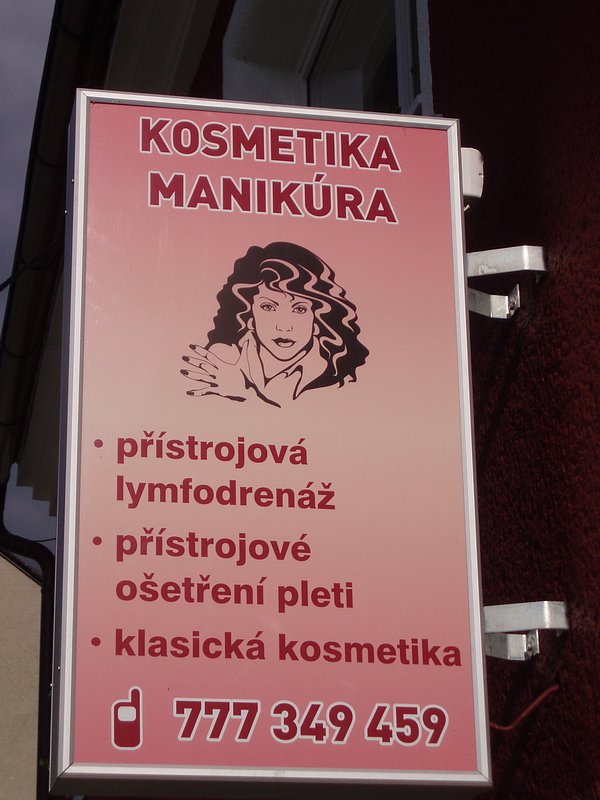 KOSMETIKA
MANIKÚRA
• přístrojová
lymfodrenáž
• přístrojové
ošetření pleti
• klasická kosmetika
777 349 459